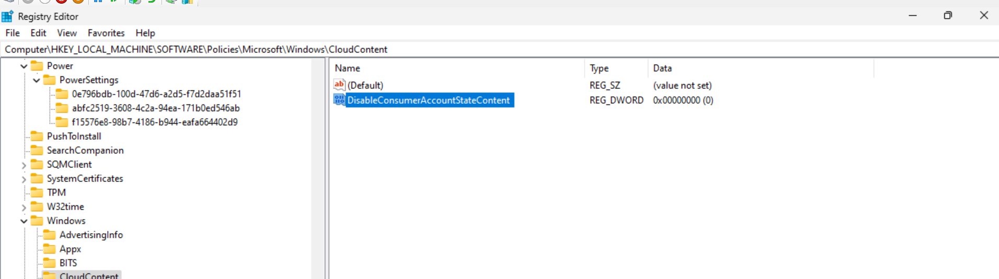 Registry Editor
File Edit View Favorites Help
Computer\HKEY_LOCAL_MACHINE\SOFTWARE\Policies\Microsoft\Windows\CloudContent
Power
PowerSettings
0e796bdb-100d-47d6-a2d5-f7d2daa51f51
abfc2519-3608-4c2a-94ea-171b0ed546ab
f15576e8-98b7-4186-b944-eafa664402d9
PushToInstall
SearchCompanion
SQMClient
SystemCertificates
TPM
W32time
Windows
AdvertisingInfo
Appx
BITS
CloudContent
Name Type Data
ab (Default) REG_SZ (value not set)
DisableConsumerAccountStateContent REG_DWORD 0x00000000 (0)